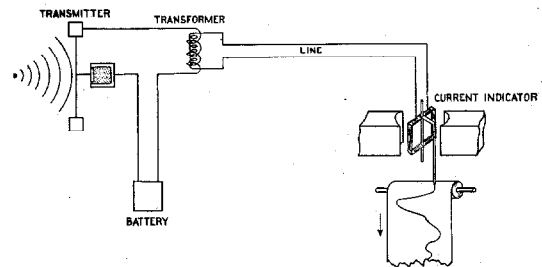 TRANSMITTER
TRANSFORMER
LINE
CURRENT INDICATOR
BATTERY